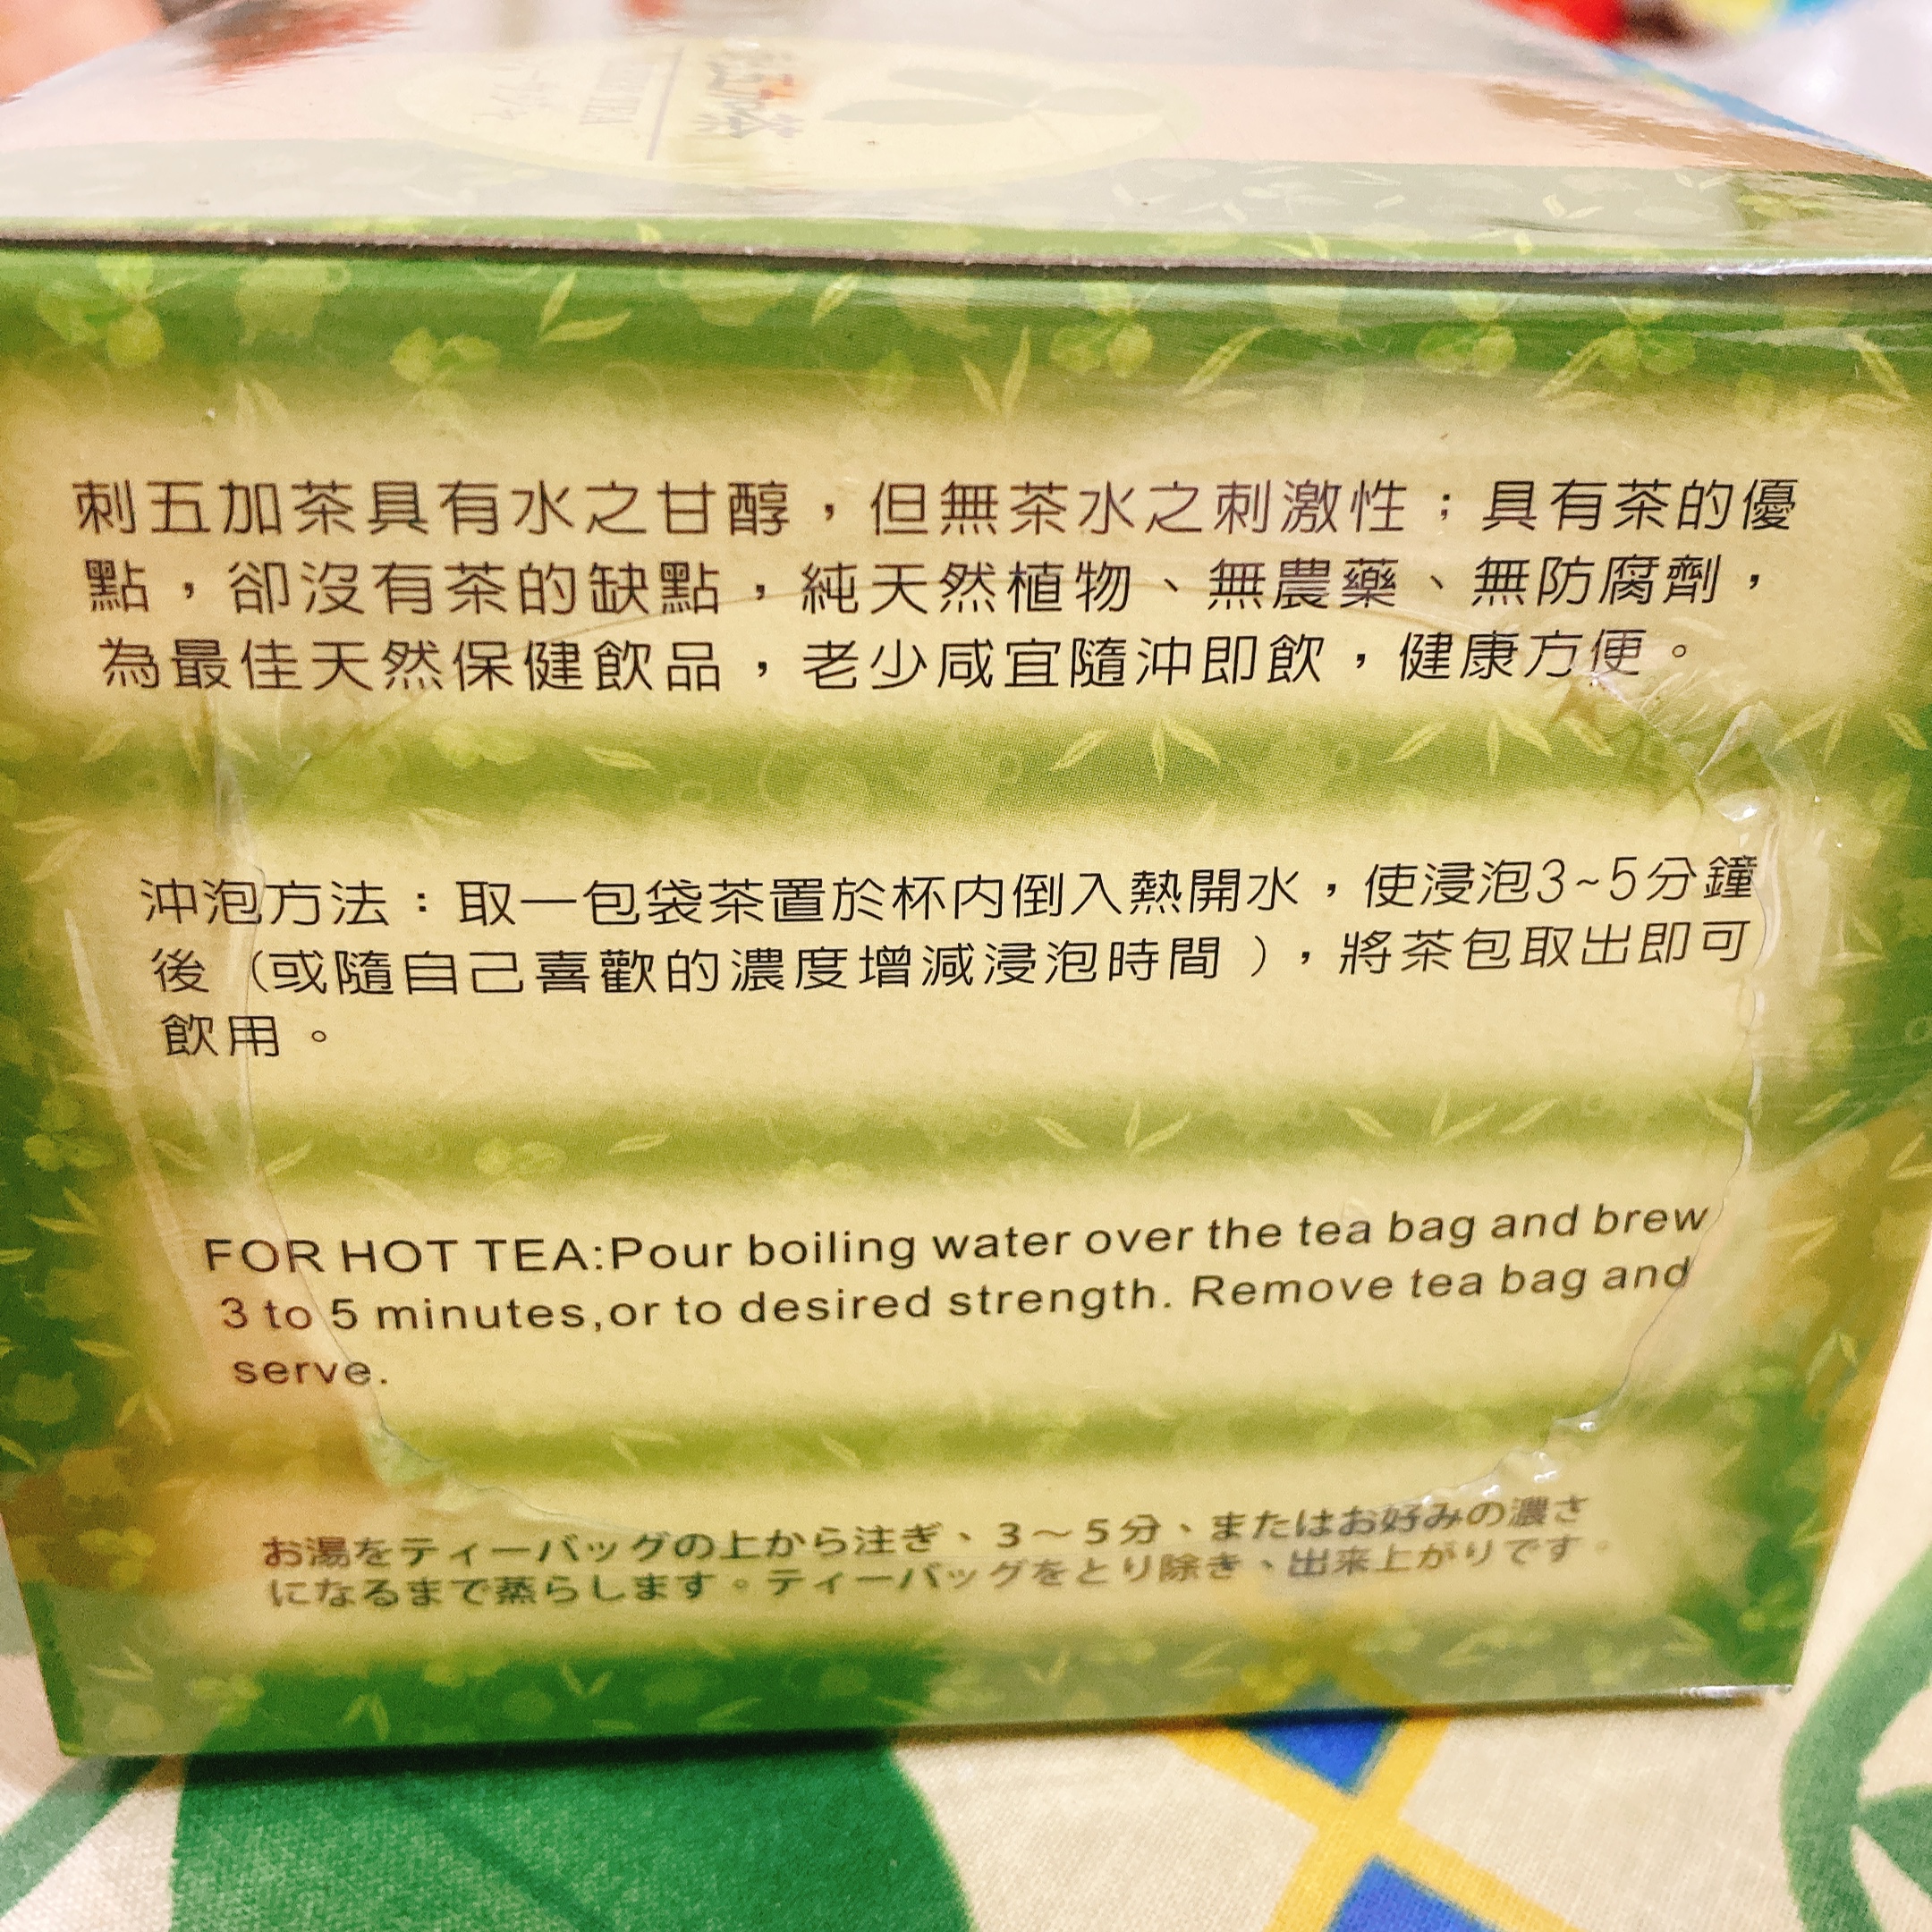 刺五加茶具有水之甘醇，但無茶水之刺激性；具有茶的優
點，卻沒有茶的缺點，純天然植物、無農藥、無防腐劑，
為最佳天然保健飲品，老少咸宜隨沖即飲，健康方便。
沖泡方法：取一包袋茶置於杯內倒入熱開水，使浸泡3~5分鐘
後（或隨自己喜歡的濃度增減浸泡時間），將茶包取出即可
飲用。
FOR HOT TEA:Pour boiling water over the tea bag and brew
3 to 5 minutes,or to desired strength. Remove tea bag and
serve.
お湯をティーバッグの上から注ぎ、３～５分、またはお好みの濃さ
になるまで蒸らします。ティーバッグをとり除き、出来上がりです。